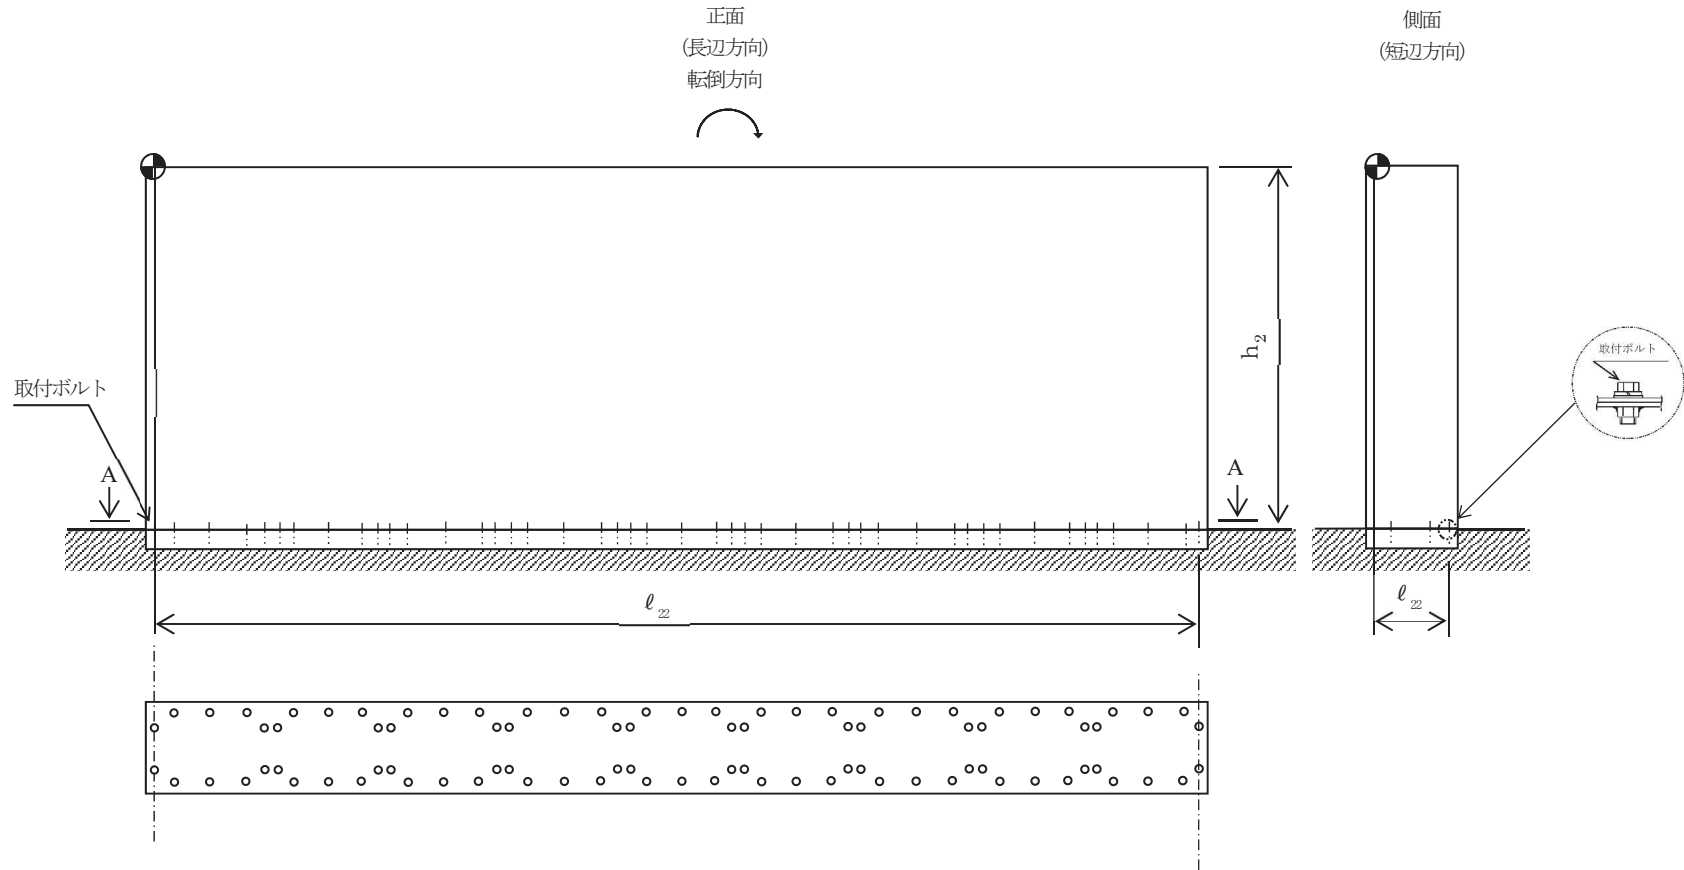 正面
(長辺方向)
転倒方向
側面
(短辺方向)
h₂
取付ボルト
取付ボルト
A
A
ℓ₂₂
ℓ₂₂